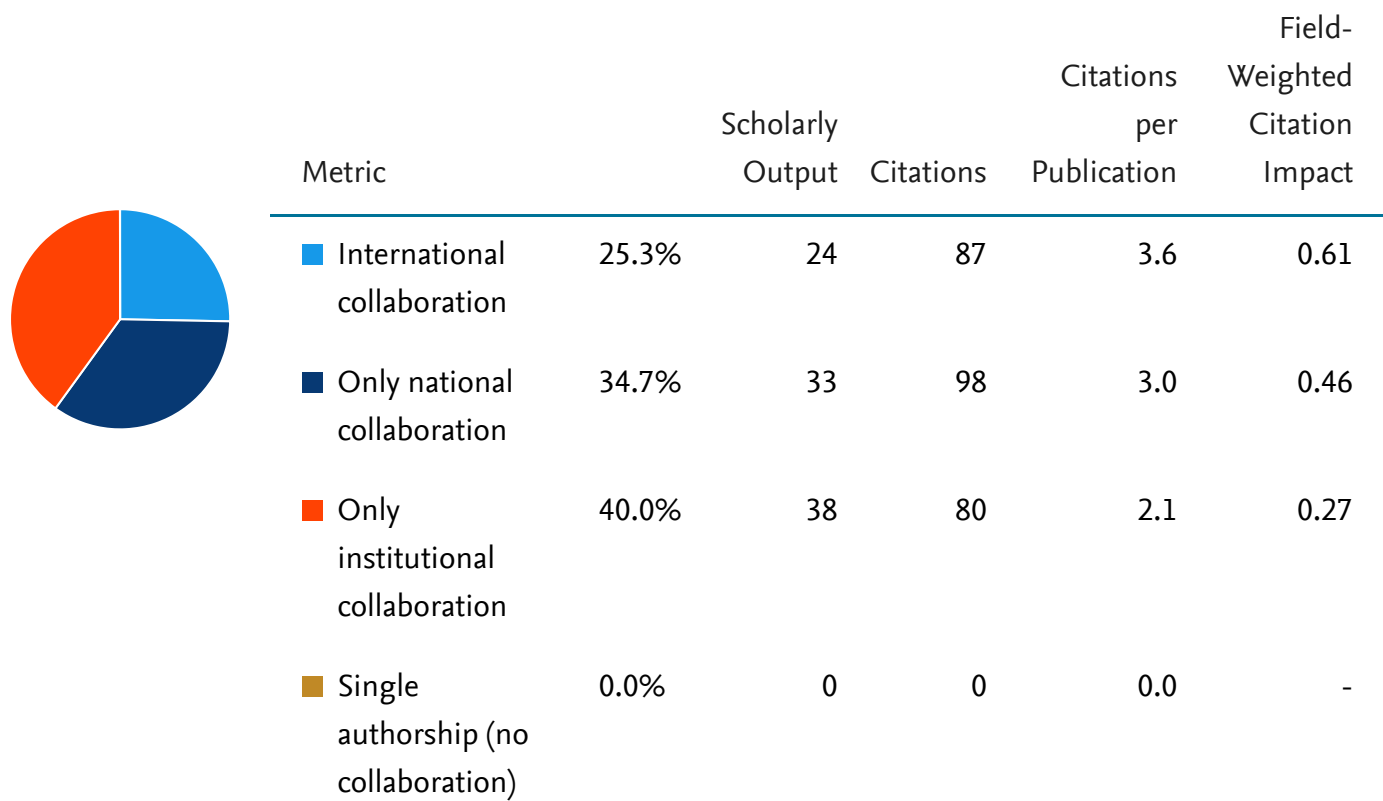 Metric Scholarly Output Citations Citations per Publication Field-Weighted Citation Impact
International collaboration 25.3% 24 87 3.6 0.61
Only national collaboration 34.7% 33 98 3.0 0.46
Only institutional collaboration 40.0% 38 80 2.1 0.27
Single authorship (no collaboration) 0.0% 0 0 0.0 -